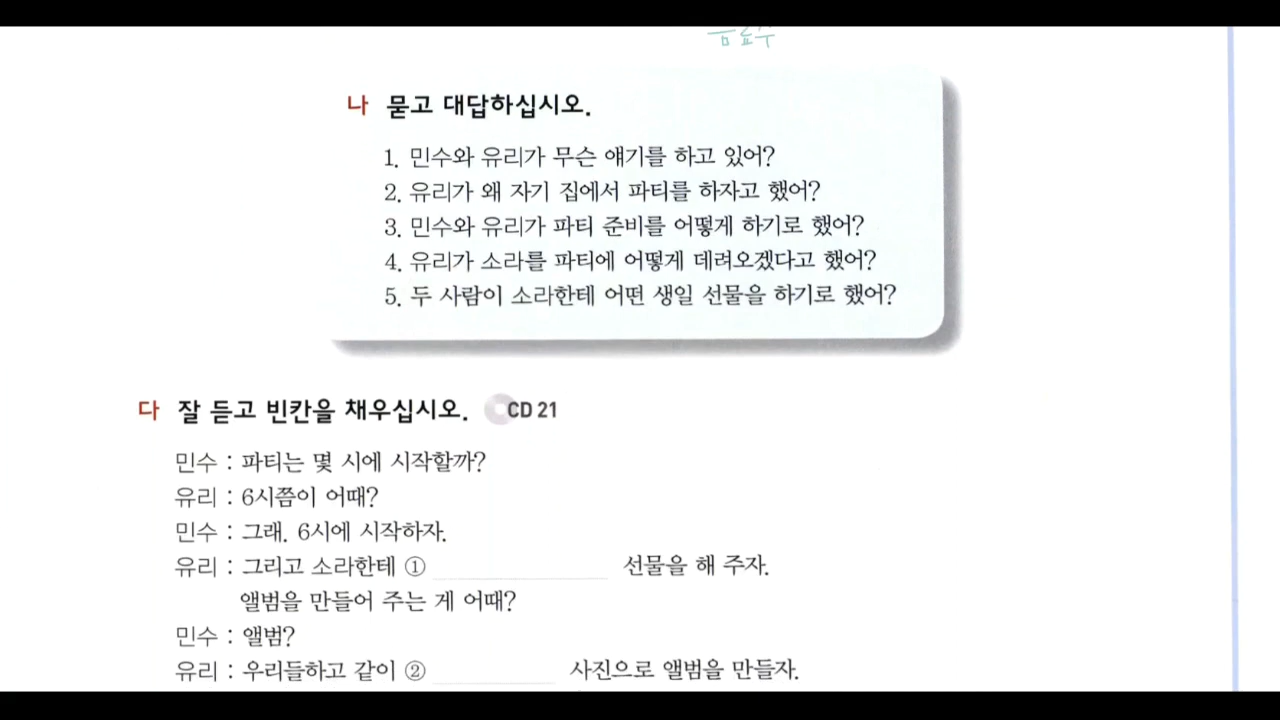 음료수
나 묻고 대답하십시오.
1. 민수와 유리가 무슨 얘기를 하고 있어?
2. 유리가 왜 자기 집에서 파티를 하자고 했어?
3. 민수와 유리가 파티 준비를 어떻게 하기로 했어?
4. 유리가 소라를 파티에 어떻게 데려오겠다고 했어?
5. 두 사람이 소라한테 어떤 생일 선물을 하기로 했어?
다 잘 듣고 빈칸을 채우십시오. CD 21
민수 : 파티는 몇 시에 시작할까?
유리 : 6시쯤이 어때?
민수 : 그래. 6시에 시작하자.
유리 : 그리고 소라한테 ① ____________ 선물을 해 주자.
앨범을 만들어 주는 게 어때?
민수 : 앨범?
유리 : 우리들하고 같이 ② ____________ 사진으로 앨범을 만들자.